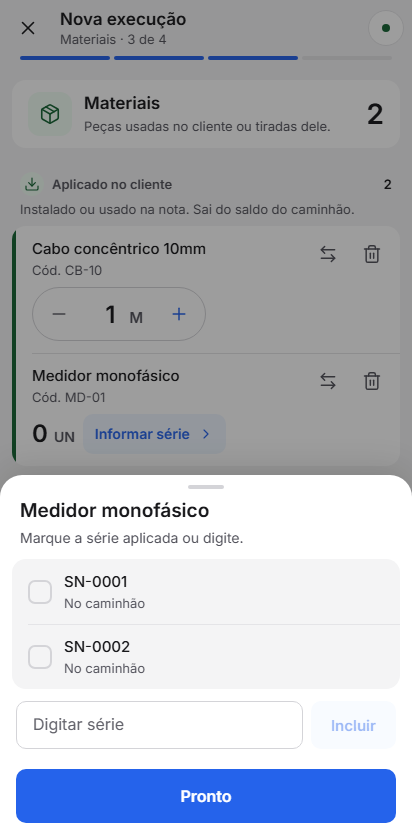 Nova execução
Materiais · 3 de 4
Materiais
Peças usadas no cliente ou tiradas dele.
2
Aplicado no cliente
2
Instalado ou usado na nota. Sai do saldo do caminhão.
Cabo concêntrico 10mm
Cód. CB-10
1 M
Medidor monofásico
Cód. MD-01
0 UN
Informar série
Medidor monofásico
Marque a série aplicada ou digite.
SN-0001
No caminhão
SN-0002
No caminhão
Digitar série
Incluir
Pronto